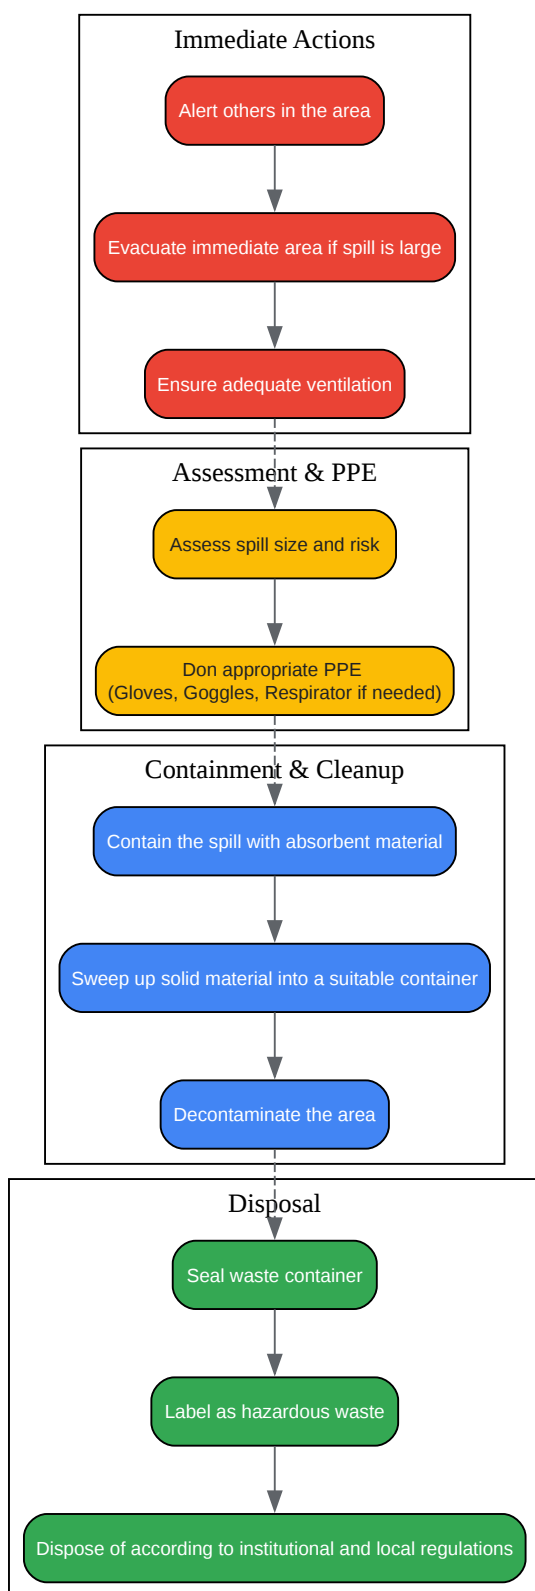 Immediate Actions
Alert others in the area
Evacuate immediate area if spill is large
Ensure adequate ventilation
Assessment & PPE
Assess spill size and risk
Don appropriate PPE
(Gloves, Goggles, Respirator if needed)
Containment & Cleanup
Contain the spill with absorbent material
Sweep up solid material into a suitable container
Decontaminate the area
Disposal
Seal waste container
Label as hazardous waste
Dispose of according to institutional and local regulations